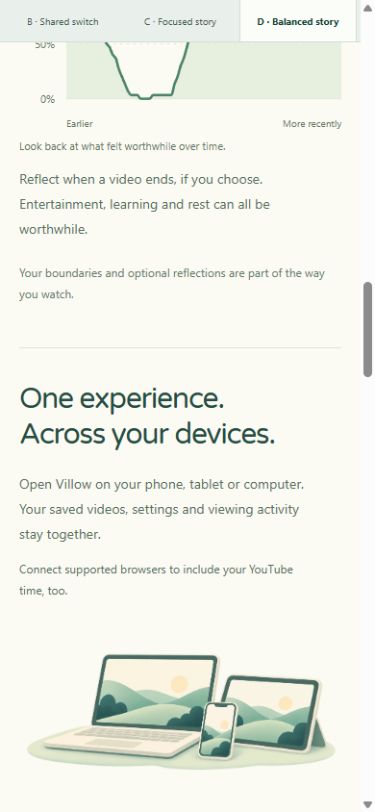 B · Shared switch
C · Focused story
D · Balanced story
50%
0%
Earlier
More recently
Look back at what felt worthwhile over time.
Reflect when a video ends, if you choose.
Entertainment, learning and rest can all be
worthwhile.
Your boundaries and optional reflections are part of the way
you watch.
One experience.
Across your devices.
Open Villow on your phone, tablet or computer.
Your saved videos, settings and viewing activity
stay together.
Connect supported browsers to include your YouTube
time, too.